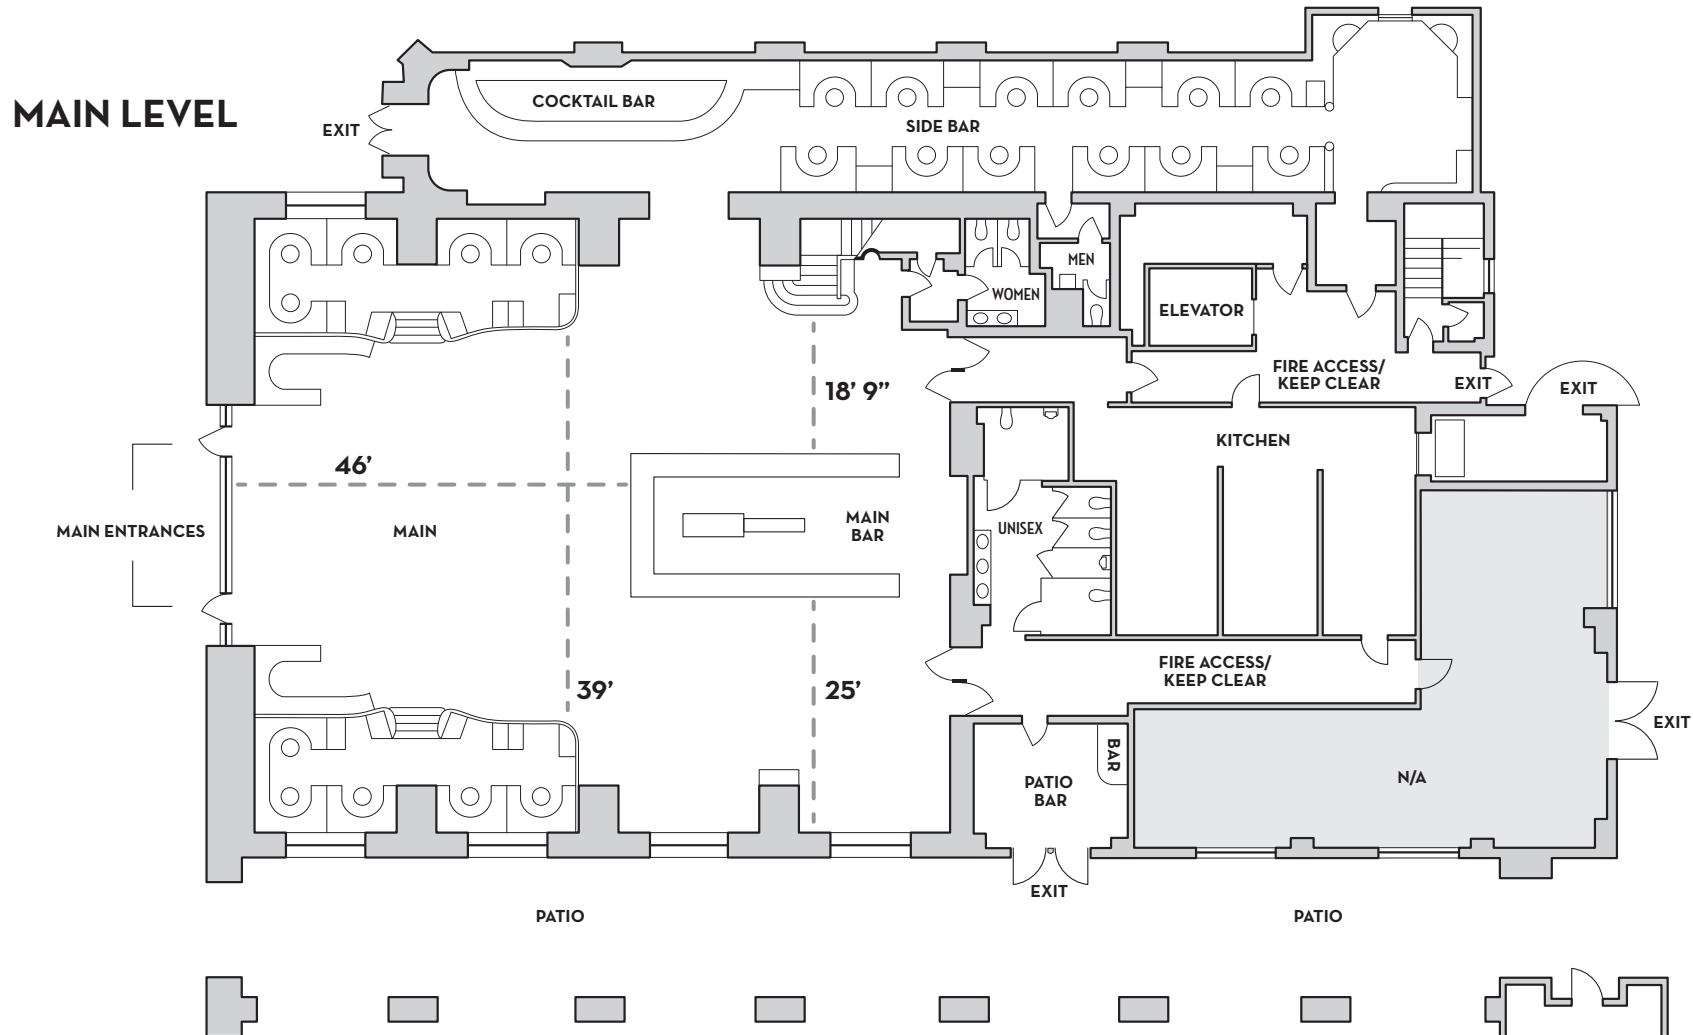 MAIN LEVEL
COCKTAIL BAR
EXIT
SIDE BAR
MEN
WOMEN
ELEVATOR
FIRE ACCESS/
KEEP CLEAR
EXIT
EXIT
18’ 9”
KITCHEN
46’
MAIN ENTRANCES
MAIN
MAIN
BAR
UNISEX
39’
25’
FIRE ACCESS/
KEEP CLEAR
EXIT
BAR
PATIO
BAR
N/A
EXIT
PATIO
PATIO